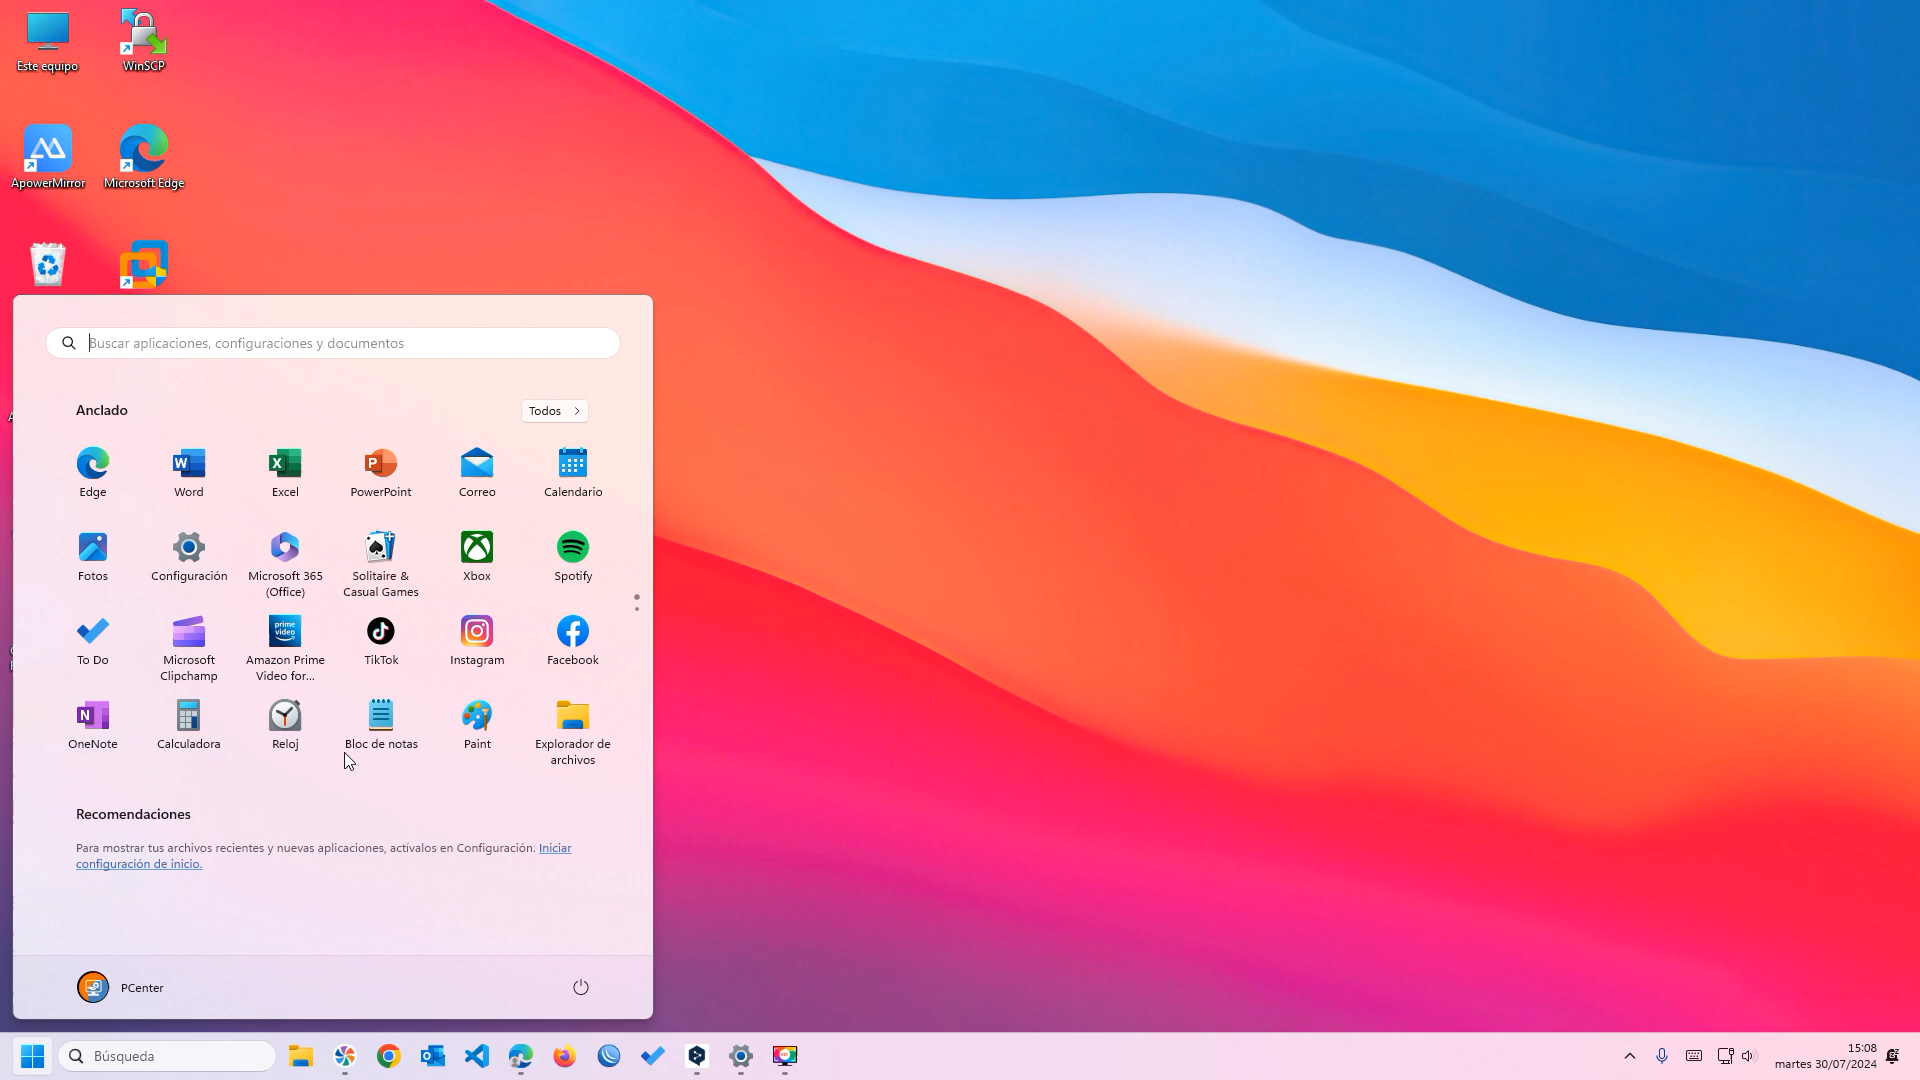 Este equipo
WinSCP
ApowerMirror
Microsoft Edge
Buscar aplicaciones, configuraciones y documentos
Anclado
Todos
Edge
Word
Excel
PowerPoint
Correo
Calendario
Fotos
Configuración
Microsoft 365
(Office)
Solitaire &
Casual Games
Xbox
Spotify
To Do
Microsoft
Clipchamp
prime
video
Amazon Prime
Video for...
TikTok
Instagram
Facebook
OneNote
Calculadora
Reloj
Bloc de notas
Paint
Explorador de
archivos
Recomendaciones
Para mostrar tus archivos recientes y nuevas aplicaciones, actívalos en Configuración. Iniciar
configuración de inicio.
PCenter
Búsqueda
15:08
martes 30/07/2024